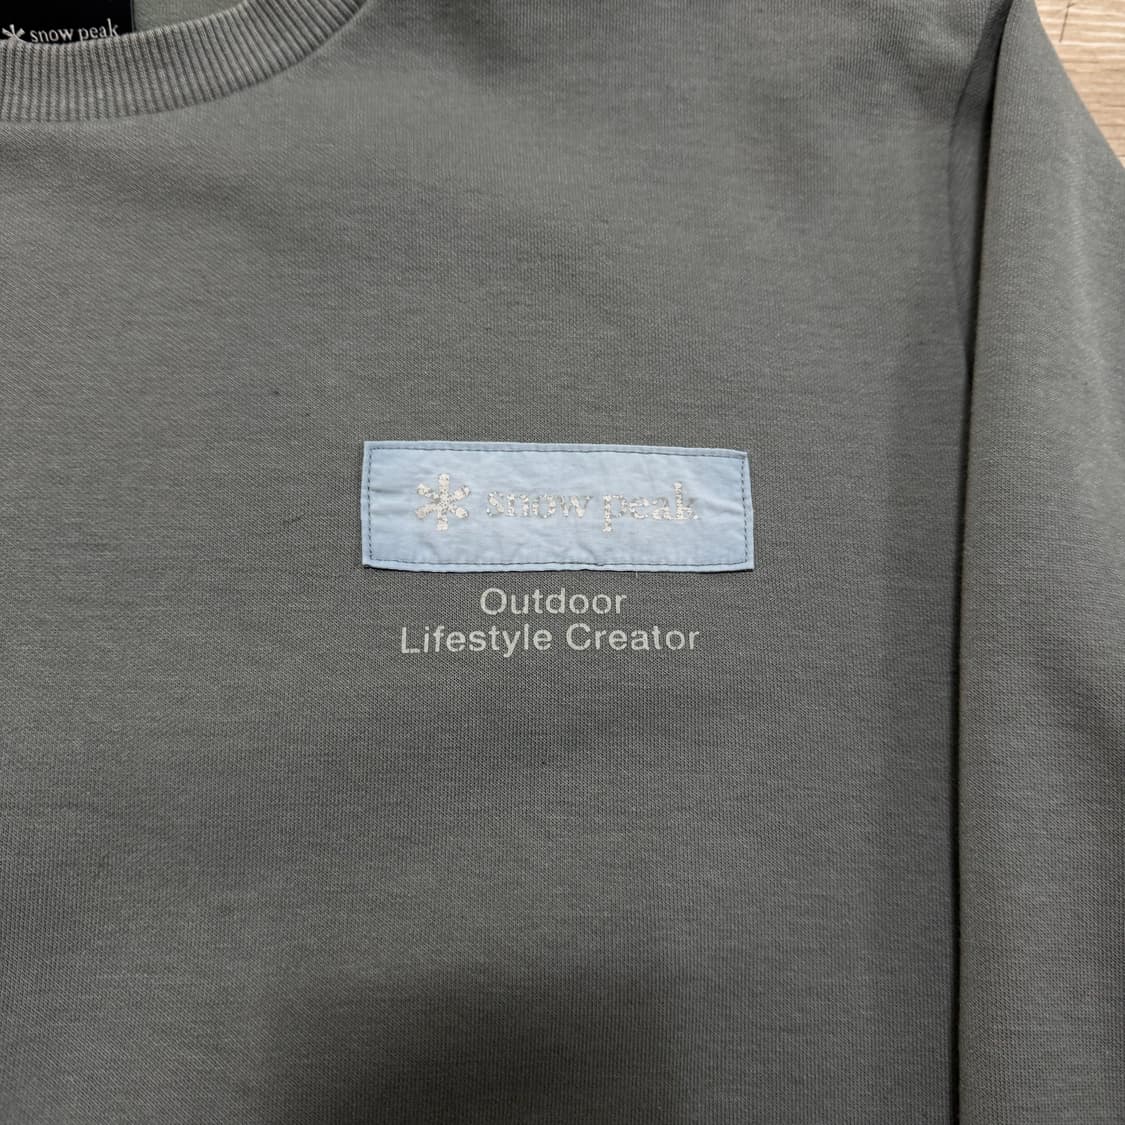 snow peak
snow peak
Outdoor
Lifestyle Creator